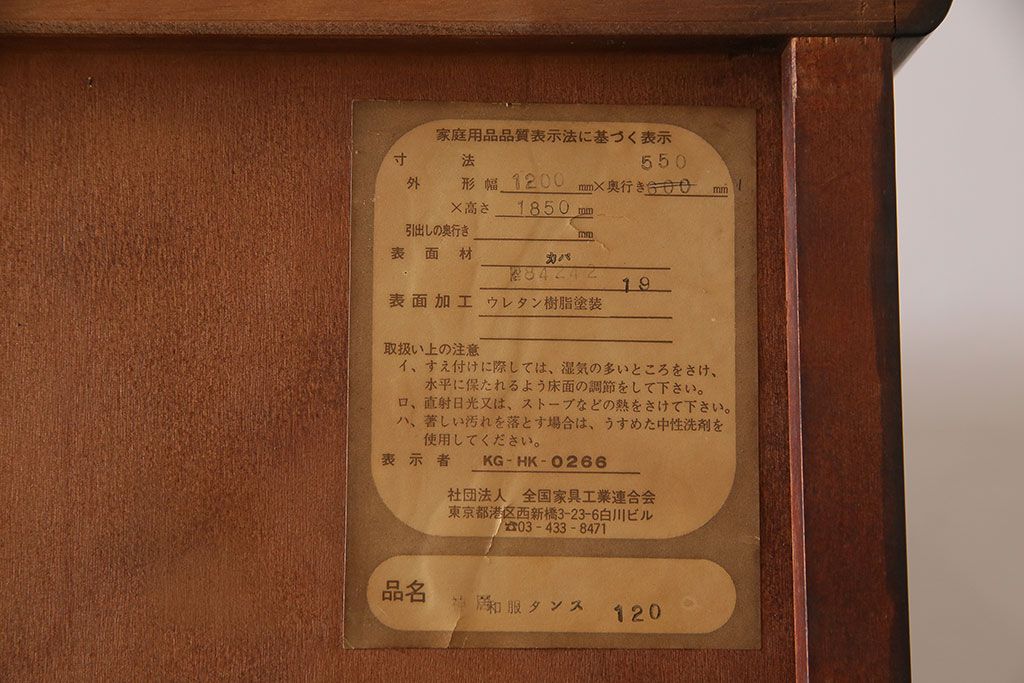 家庭用品品質表示法に基づく表示
寸法
550
外形 幅 1200 mm×奥行き 600 mm
×高さ 1850 mm
引出しの奥行き mm
表面材 カバ
84242
19
表面加工 ウレタン樹脂塗装
取扱い上の注意
イ、すえ付けに際しては、湿気の多いところをさけ、
水平に保たれるよう床面の調節をして下さい。
ロ、直射日光又は、ストーブなどの熱をさけて下さい。
ハ、著しい汚れを落とす場合は、うすめた中性洗剤を
使用してください。
表示者 KG-HK-0266
社団法人 全国家具工業連合会
東京都港区西新橋3-23-6白川ビル
☎03-433-8471
品名 和服タンス 120